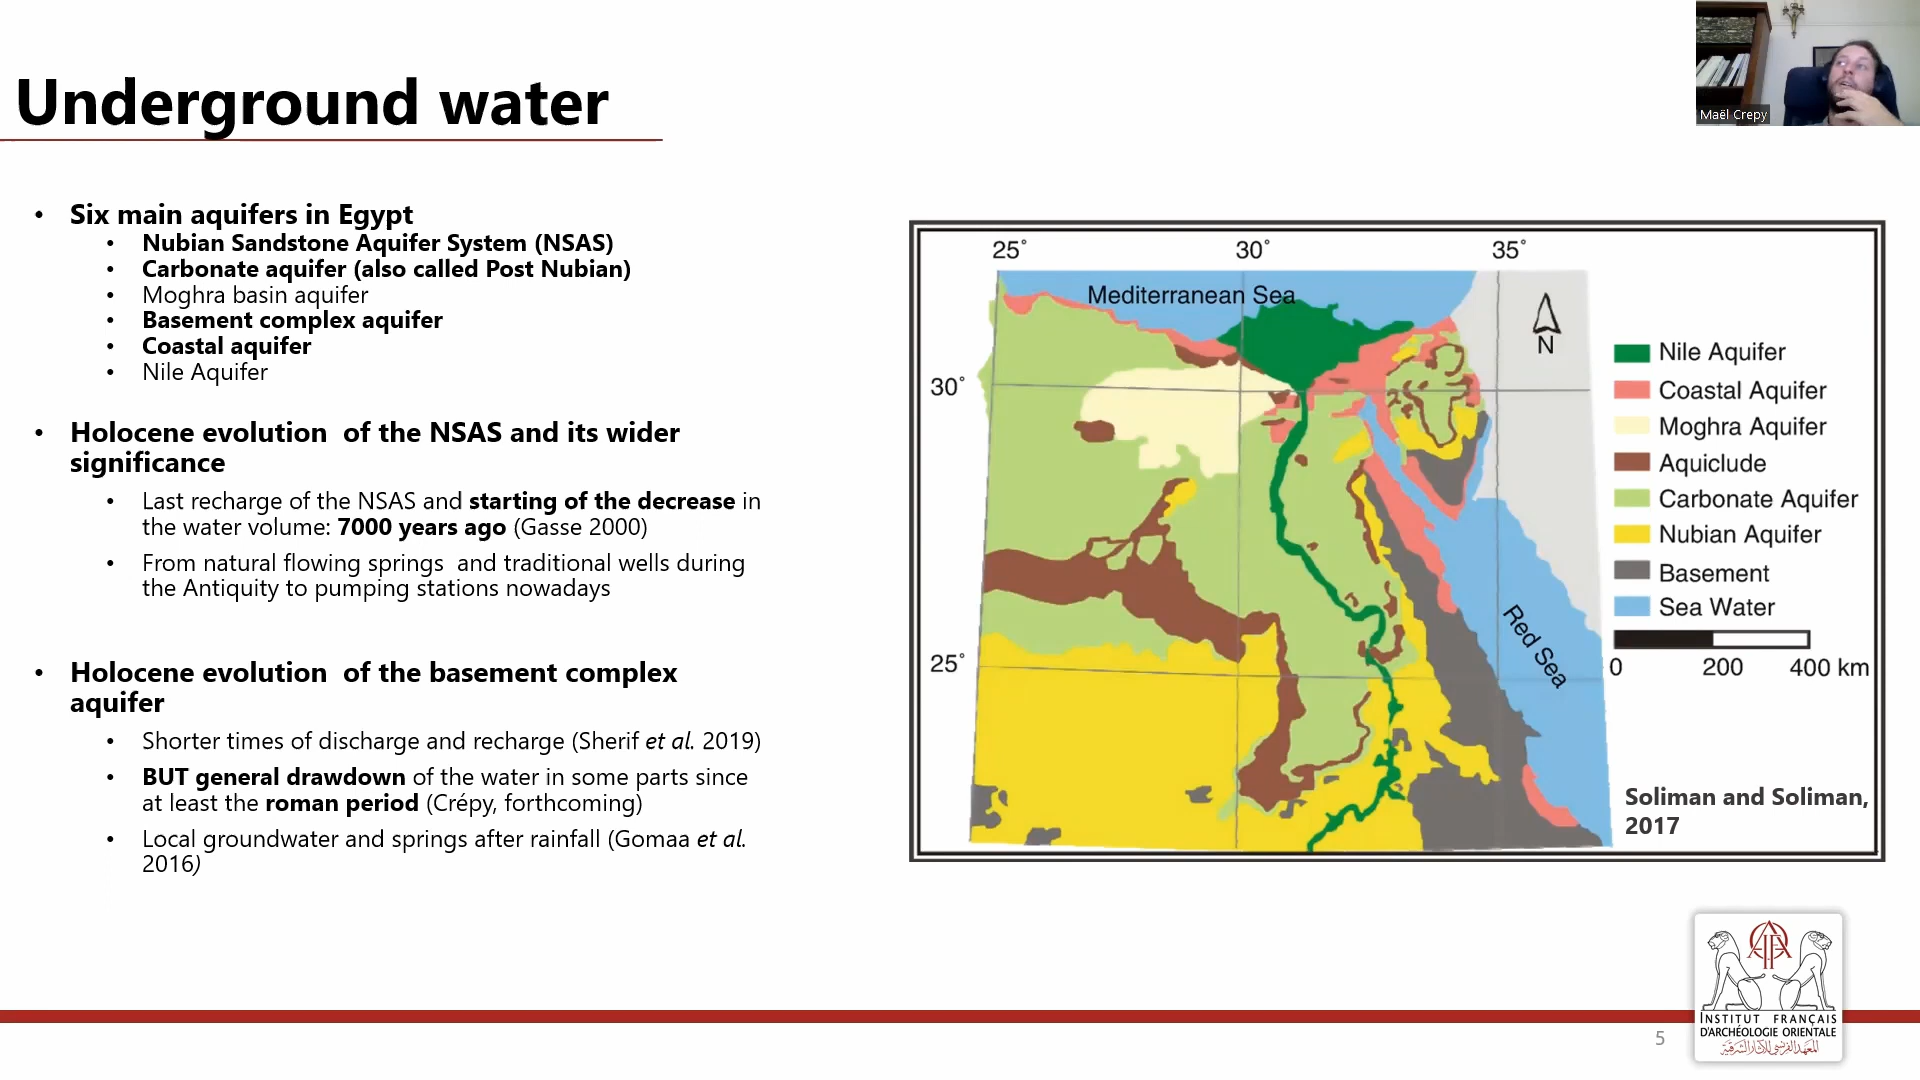 Underground water
Maël Crepy
• Six main aquifers in Egypt
• Nubian Sandstone Aquifer System (NSAS)
• Carbonate aquifer (also called Post Nubian)
• Moghra basin aquifer
• Basement complex aquifer
• Coastal aquifer
• Nile Aquifer
• Holocene evolution of the NSAS and its wider
significance
• Last recharge of the NSAS and starting of the decrease in
the water volume: 7000 years ago (Gasse 2000)
• From natural flowing springs and traditional wells during
the Antiquity to pumping stations nowadays
• Holocene evolution of the basement complex
aquifer
• Shorter times of discharge and recharge (Sherif et al. 2019)
• BUT general drawdown of the water in some parts since
at least the roman period (Crépy, forthcoming)
• Local groundwater and springs after rainfall (Gomaa et al.
2016)
25° 30° 35°
Mediterranean Sea
N
30°
25°
Red Sea
Nile Aquifer
Coastal Aquifer
Moghra Aquifer
Aquiclude
Carbonate Aquifer
Nubian Aquifer
Basement
Sea Water
0 200 400 km
Soliman and Soliman,
2017
INSTITUT FRANÇAIS
D'ARCHÉOLOGIE ORIENTALE
المعهد الفرنسي للآثار الشرقية
5